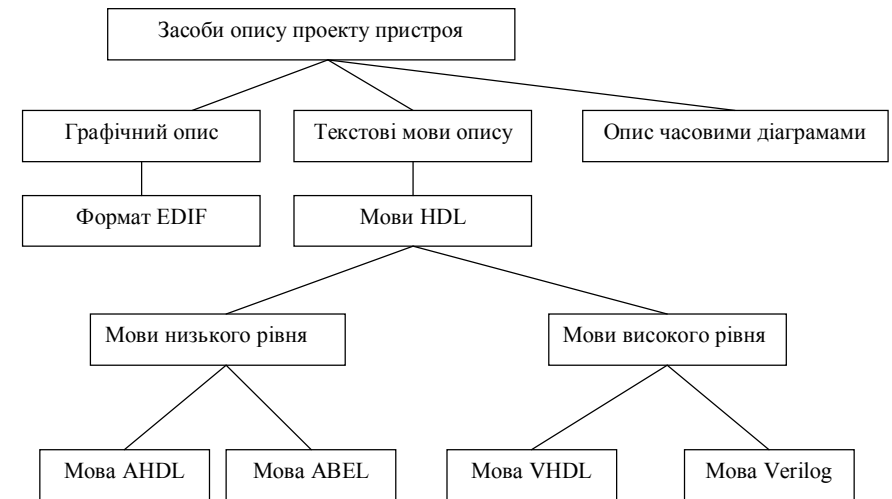 Засоби опису проекту пристроя
Графічний опис
Текстові мови опису
Опис часовими діаграмами
Формат EDIF
Мови HDL
Мови низького рівня
Мови високого рівня
Мова AHDL
Мова ABEL
Мова VHDL
Мова Verilog